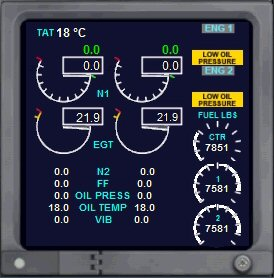 TAT 18 °C
ENG 1
0.0 0.0
LOW OIL
PRESSURE
0.0 0.0
ENG 2
N1
LOW OIL
PRESSURE
21.9 21.9
FUEL LBS
CTR
7851
EGT
0.0 N2 0.0
0.0 FF 0.0
1
7581
0.0 OIL PRESS 0.0
18.0 OIL TEMP 18.0
0.0 VIB 0.0
2
7581